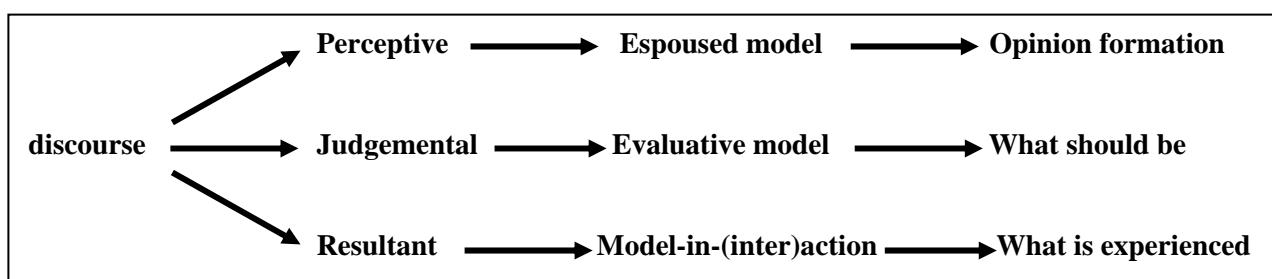 Perceptive Espoused model Opinion formation
discourse Judgemental Evaluative model What should be
Resultant Model-in-(inter)action What is experienced